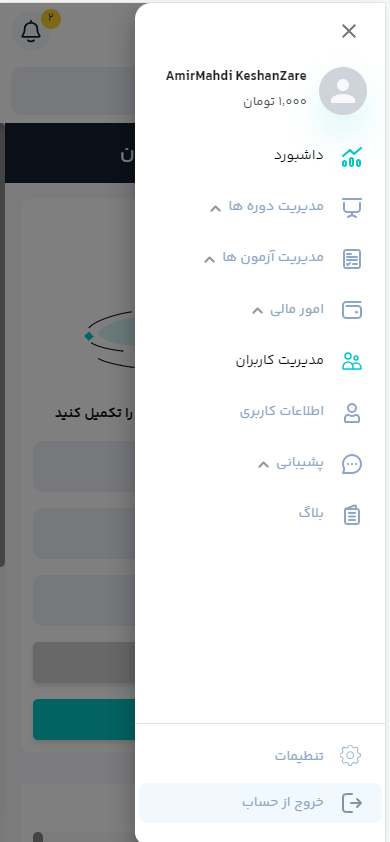 ۲
AmirMahdi KeshanZare
۱,۰۰۰ تومان
داشبورد
ن
مدیریت دوره ها
مدیریت آزمون ها
امور مالی
مدیریت کاربران
را تکمیل کنید
اطلاعات کاربری
پشیبانی
بلاگ
تنظیمات
خروج از حساب